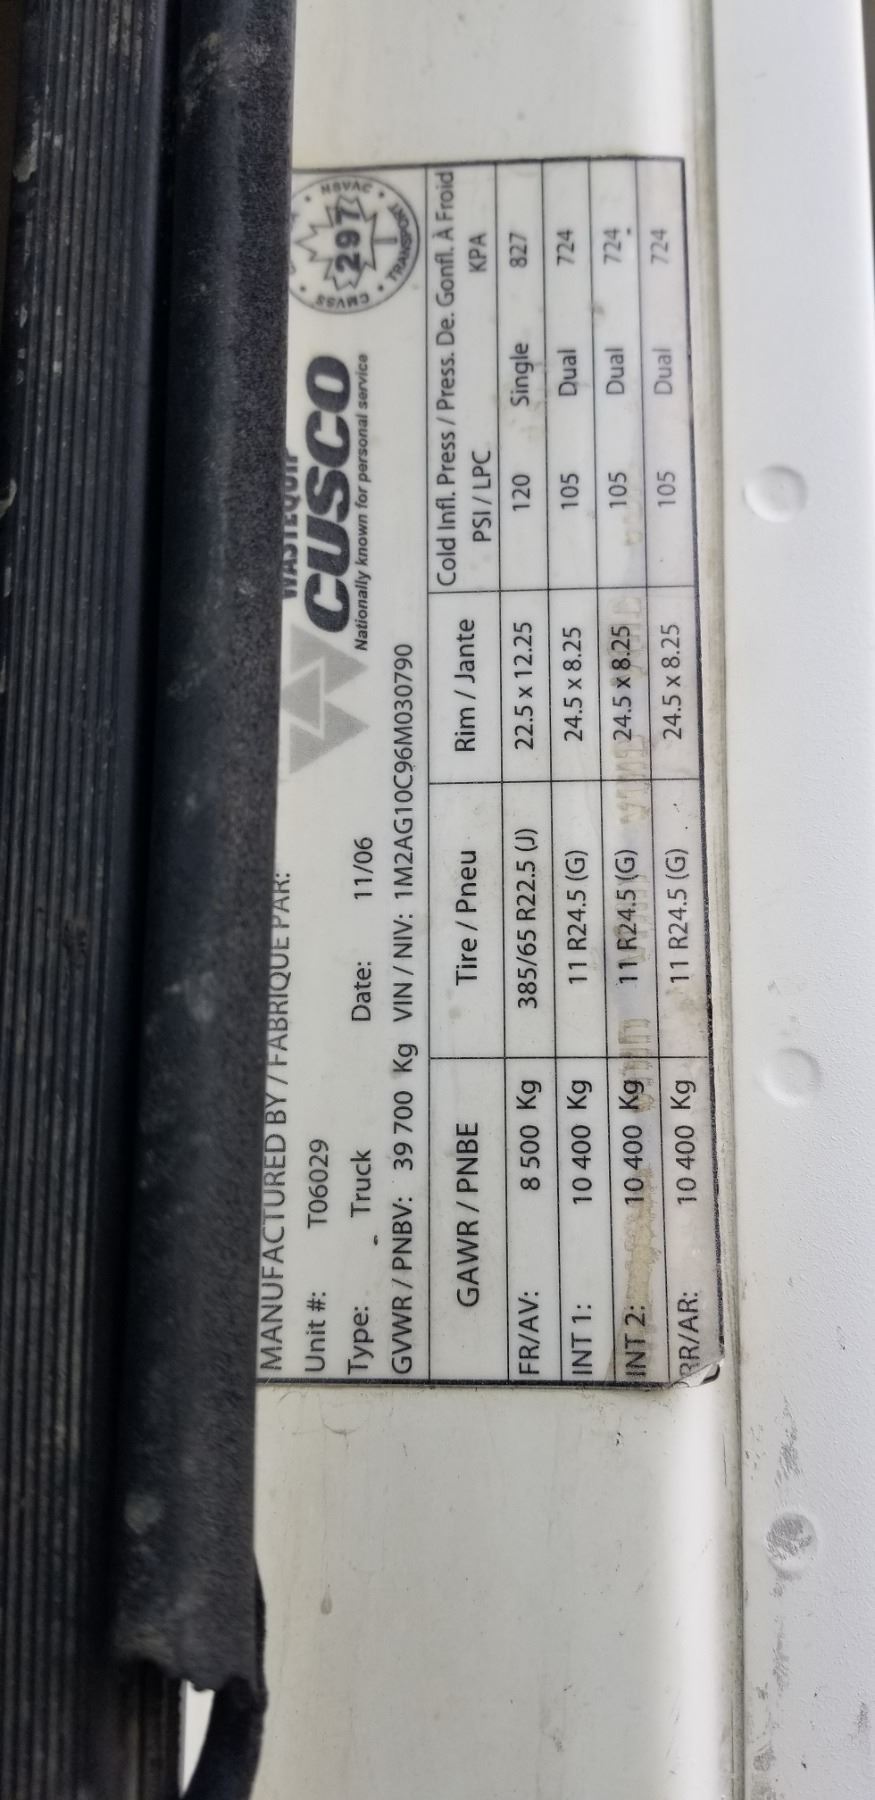 MANUFACTURED BY / FABRIQUE PAR:
WASTEQUIP
CUSCO
Nationally known for personal service
NSVAC • TRANSPORT • CMVSS •
297
Unit #: T06029
Type: Truck Date: 11/06
GVWR / PNBV: 39 700 Kg VIN / NIV: 1M2AG10C96M030790
GAWR / PNBE Tire / Pneu Rim / Jante Cold Infl. Press / Press. De. Gonfl. À Froid
PSI / LPC KPA
FR/AV: 8 500 Kg 385/65 R22.5 (J) 22.5 x 12.25 120 Single 827
INT 1: 10 400 Kg 11 R24.5 (G) 24.5 x 8.25 105 Dual 724
INT 2: 10 400 Kg 11 R24.5 (G) 24.5 x 8.25 105 Dual 724
RR/AR: 10 400 Kg 11 R24.5 (G) 24.5 x 8.25 105 Dual 724